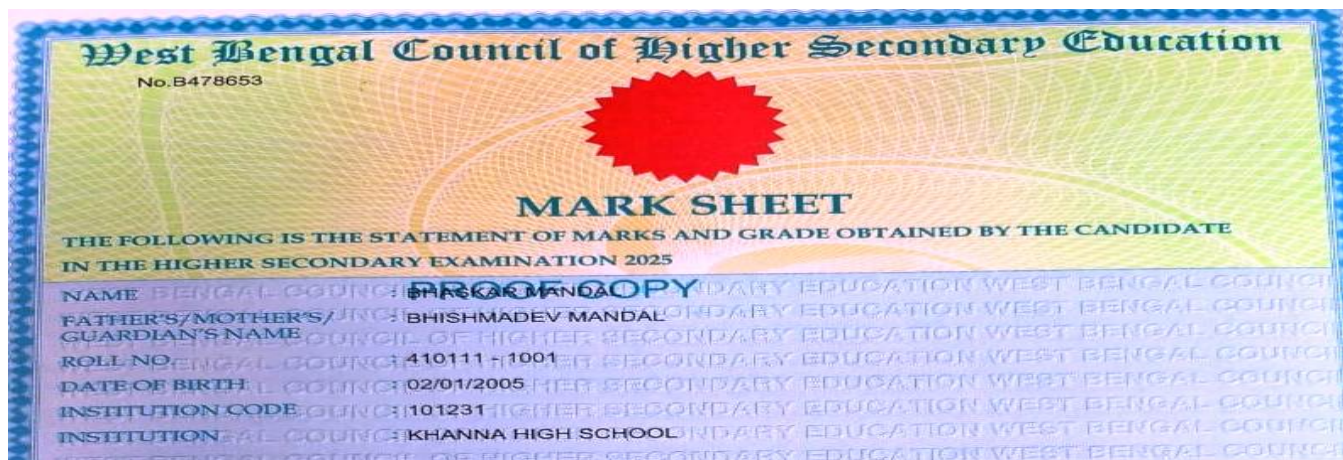 West Bengal Council of Higher Secondary Education
No.B478653
MARK SHEET
THE FOLLOWING IS THE STATEMENT OF MARKS AND GRADE OBTAINED BY THE CANDIDATE
IN THE HIGHER SECONDARY EXAMINATION 2025
NAME : BHASKAR MANDAL
FATHER'S/MOTHER'S/ : BHISHMADEV MANDAL
GUARDIAN'S NAME
ROLL NO. : 410111 - 1001
DATE OF BIRTH : 02/01/2005
INSTITUTION CODE : 101231
INSTITUTION : KHANNA HIGH SCHOOL